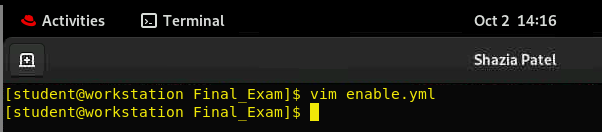 Activities Terminal Oct 2 14:16
Shazia Patel
[student@workstation Final_Exam]$ vim enable.yml
[student@workstation Final_Exam]$